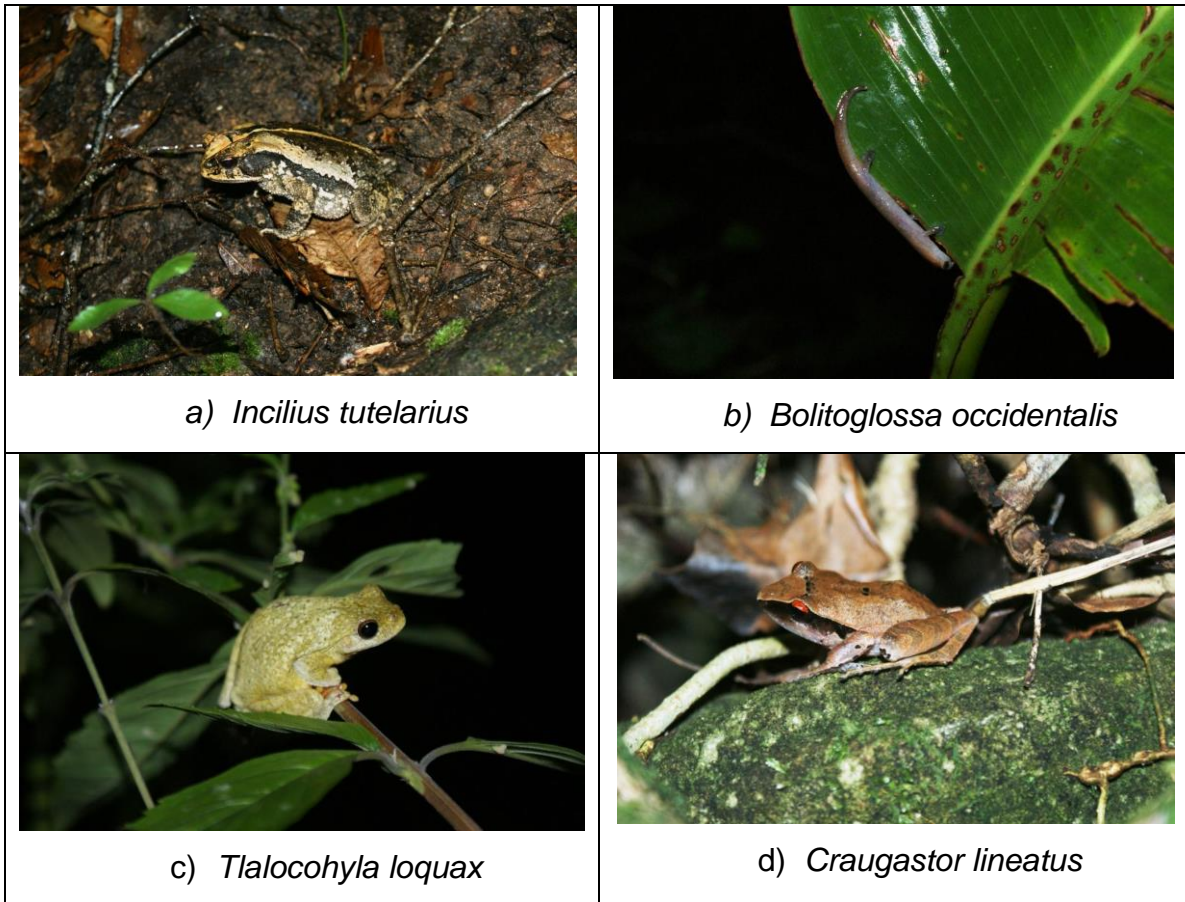 a) Incilius tutelarius
b) Bolitoglossa occidentalis
c) Tlalocohyla loquax
d) Craugastor lineatus